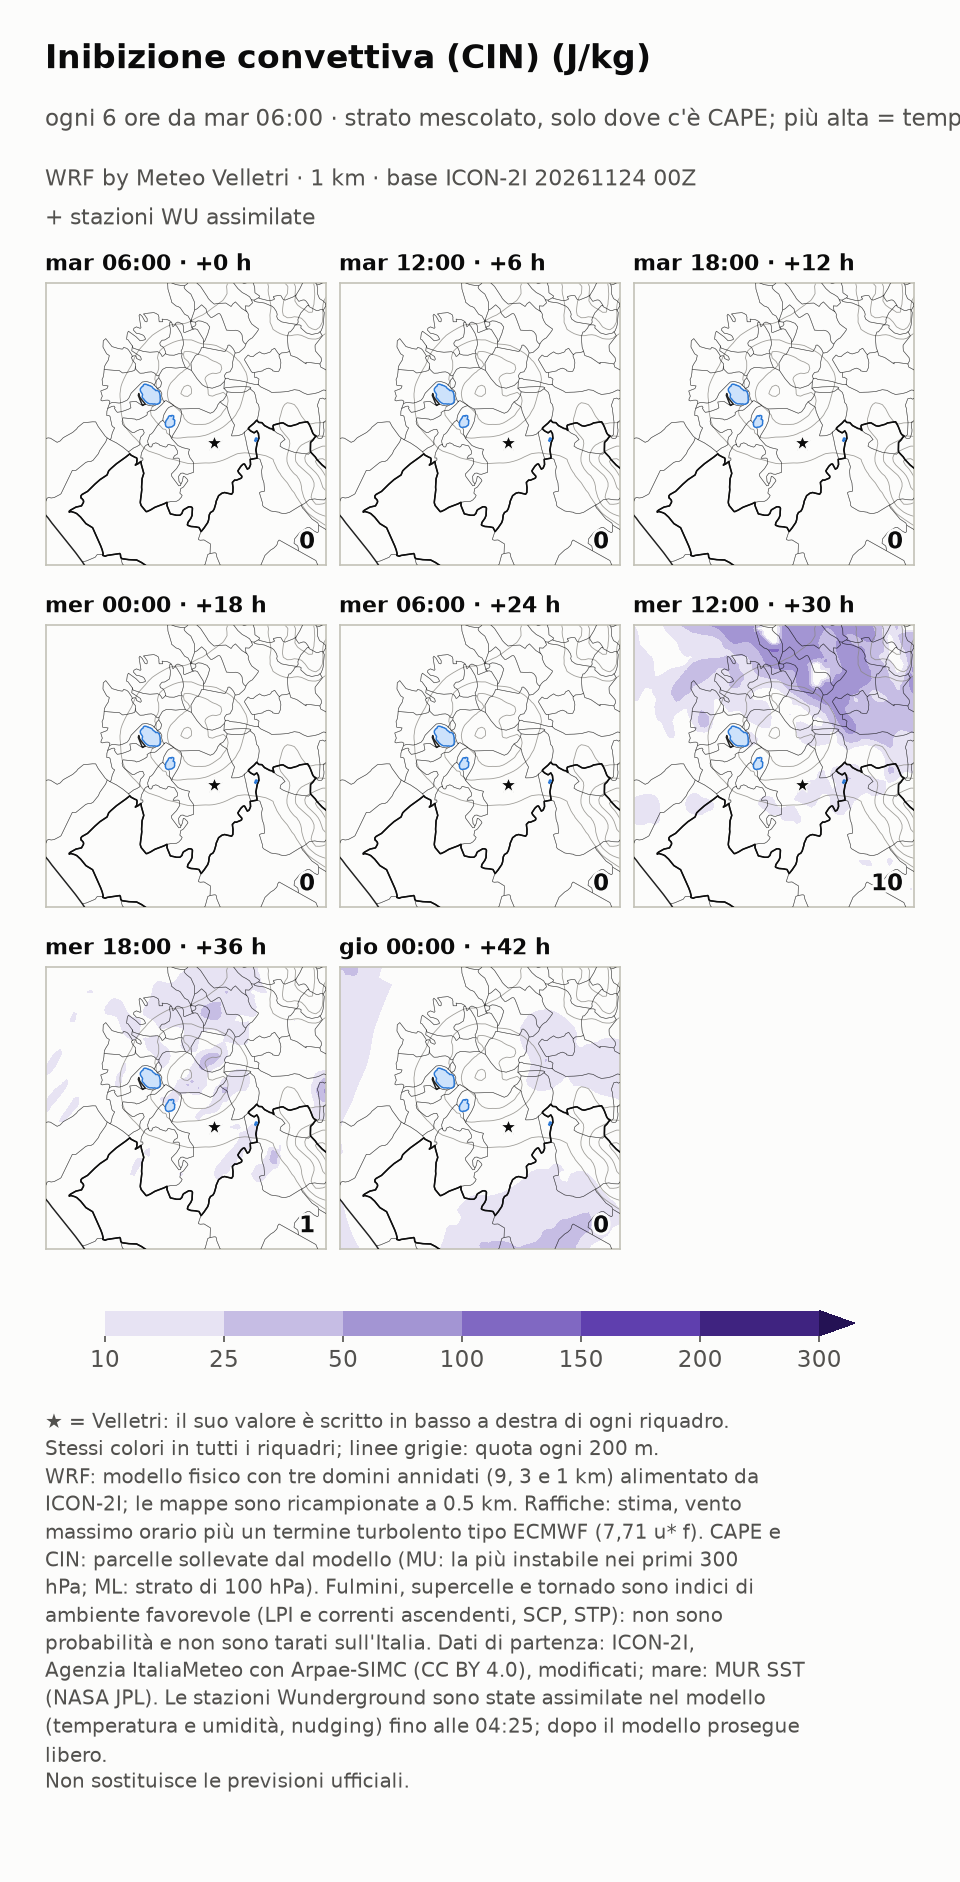 Inibizione convettiva (CIN) (J/kg)
ogni 6 ore da mar 06:00 · strato mescolato, solo dove c'è CAPE; più alta = temp
WRF by Meteo Velletri · 1 km · base ICON-2I 20261124 00Z
+ stazioni WU assimilate
mar 06:00 · +0 h
mar 12:00 · +6 h
mar 18:00 · +12 h
0
0
0
mer 00:00 · +18 h
mer 06:00 · +24 h
mer 12:00 · +30 h
0
0
10
mer 18:00 · +36 h
gio 00:00 · +42 h
1
0
10 25 50 100 150 200 300
★ = Velletri: il suo valore è scritto in basso a destra di ogni riquadro.
Stessi colori in tutti i riquadri; linee grigie: quota ogni 200 m.
WRF: modello fisico con tre domini annidati (9, 3 e 1 km) alimentato da
ICON-2I; le mappe sono ricampionate a 0.5 km. Raffiche: stima, vento
massimo orario più un termine turbolento tipo ECMWF (7,71 u* f). CAPE e
CIN: parcelle sollevate dal modello (MU: la più instabile nei primi 300
hPa; ML: strato di 100 hPa). Fulmini, supercelle e tornado sono indici di
ambiente favorevole (LPI e correnti ascendenti, SCP, STP): non sono
probabilità e non sono tarati sull'Italia. Dati di partenza: ICON-2I,
Agenzia ItaliaMeteo con Arpae-SIMC (CC BY 4.0), modificati; mare: MUR SST
(NASA JPL). Le stazioni Wunderground sono state assimilate nel modello
(temperatura e umidità, nudging) fino alle 04:25; dopo il modello prosegue
libero.
Non sostituisce le previsioni ufficiali.